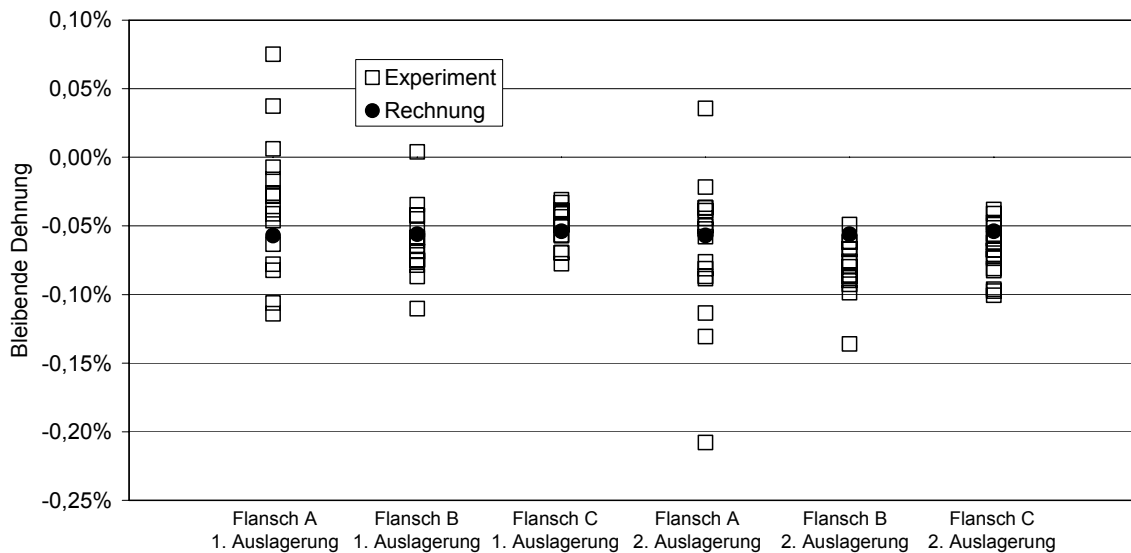 0,10%
0,05%
0,00%
-0,05%
-0,10%
-0,15%
-0,20%
-0,25%
Bleibende Dehnung
Experiment
Rechnung
Flansch A
1. Auslagerung
Flansch B
1. Auslagerung
Flansch C
1. Auslagerung
Flansch A
2. Auslagerung
Flansch B
2. Auslagerung
Flansch C
2. Auslagerung